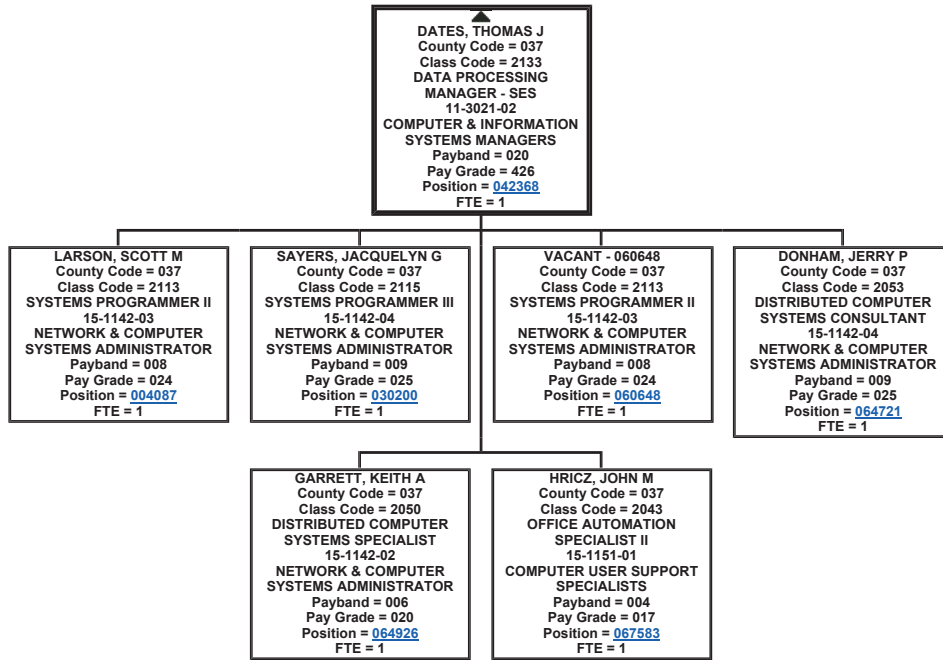 DATES, THOMAS J
County Code = 037
Class Code = 2133
DATA PROCESSING
MANAGER - SES
11-3021-02
COMPUTER & INFORMATION
SYSTEMS MANAGERS
Payband = 020
Pay Grade = 426
Position = 042368
FTE = 1
LARSON, SCOTT M
County Code = 037
Class Code = 2113
SYSTEMS PROGRAMMER II
15-1142-03
NETWORK & COMPUTER
SYSTEMS ADMINISTRATOR
Payband = 008
Pay Grade = 024
Position = 004087
FTE = 1
SAYERS, JACQUELYN G
County Code = 037
Class Code = 2115
SYSTEMS PROGRAMMER III
15-1142-04
NETWORK & COMPUTER
SYSTEMS ADMINISTRATOR
Payband = 009
Pay Grade = 025
Position = 030200
FTE = 1
VACANT - 060648
County Code = 037
Class Code = 2113
SYSTEMS PROGRAMMER II
15-1142-03
NETWORK & COMPUTER
SYSTEMS ADMINISTRATOR
Payband = 008
Pay Grade = 024
Position = 060648
FTE = 1
DONHAM, JERRY P
County Code = 037
Class Code = 2053
DISTRIBUTED COMPUTER
SYSTEMS CONSULTANT
15-1142-04
NETWORK & COMPUTER
SYSTEMS ADMINISTRATOR
Payband = 009
Pay Grade = 025
Position = 064721
FTE = 1
GARRETT, KEITH A
County Code = 037
Class Code = 2050
DISTRIBUTED COMPUTER
SYSTEMS SPECIALIST
15-1142-02
NETWORK & COMPUTER
SYSTEMS ADMINISTRATOR
Payband = 006
Pay Grade = 020
Position = 064926
FTE = 1
HRICZ, JOHN M
County Code = 037
Class Code = 2043
OFFICE AUTOMATION
SPECIALIST II
15-1151-01
COMPUTER USER SUPPORT
SPECIALISTS
Payband = 004
Pay Grade = 017
Position = 067583
FTE = 1